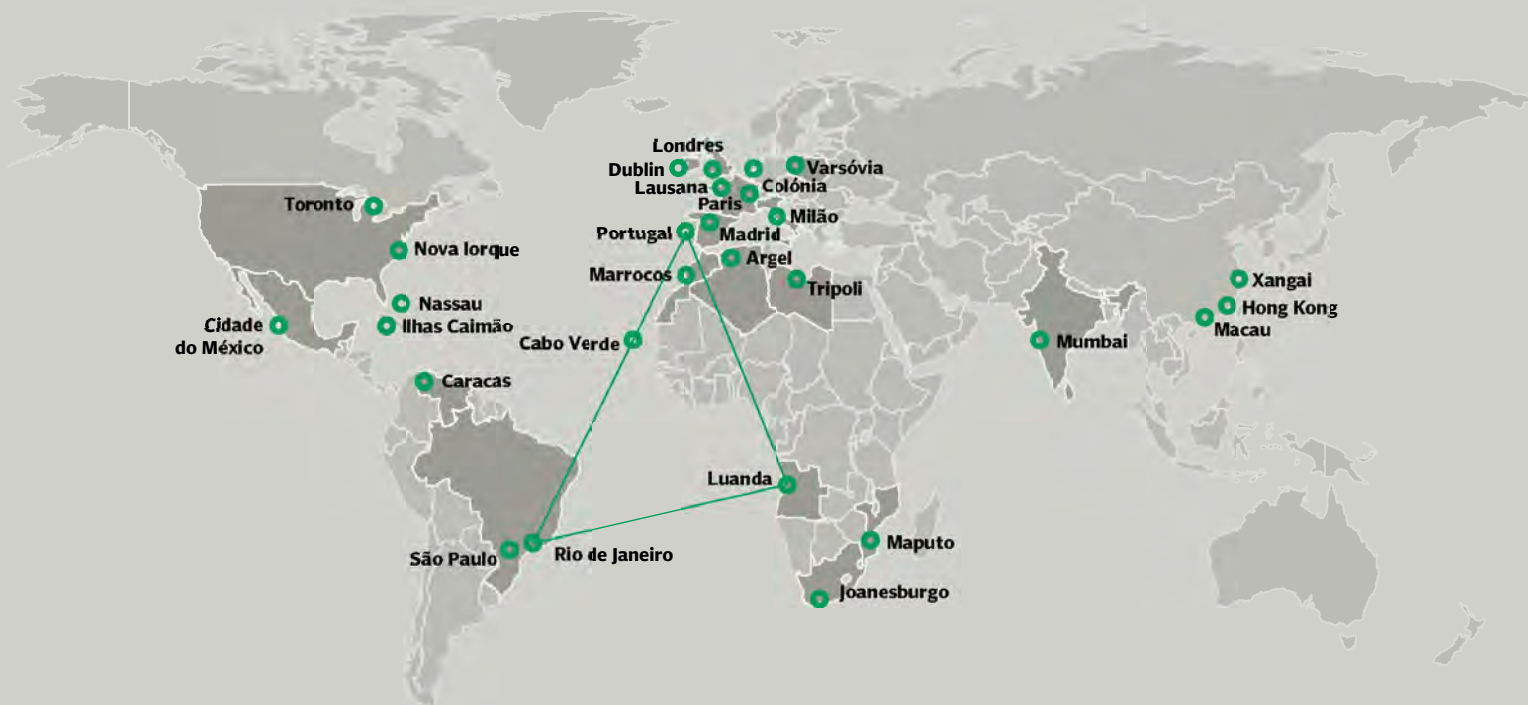 Londres
Dublin
Varsóvia
Lausana
Colónia
Paris
Toronto
Milão
Portugal
Madrid
Nova Iorque
Argel
Marrocos
Xangai
Tripoli
Nassau
Hong Kong
Cidade
do México
Ilhas Caimão
Macau
Cabo Verde
Mumbai
Caracas
Luanda
Maputo
São Paulo
Rio de Janeiro
Joanesburgo